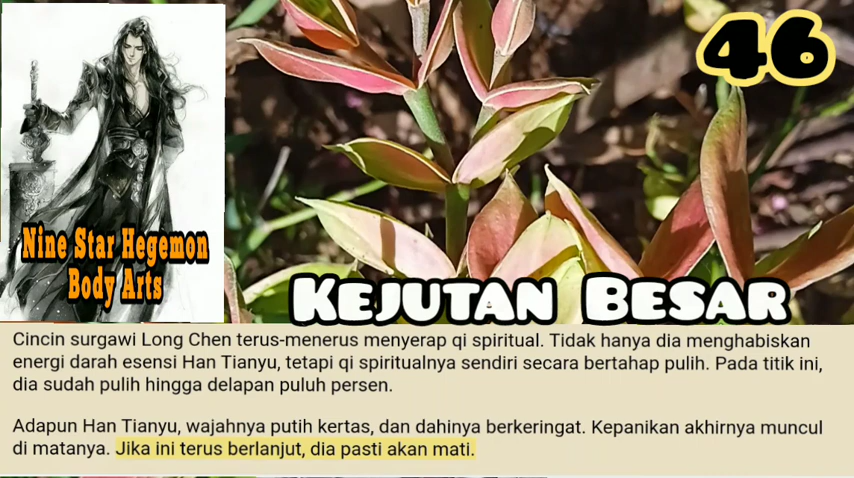 46
Nine Star Hegemon
Body Arts
Kejutan Besar
Cincin surgawi Long Chen terus-menerus menyerap qi spiritual. Tidak hanya dia menghabiskan
energi darah esensi Han Tianyu, tetapi qi spiritualnya sendiri secara bertahap pulih. Pada titik ini,
dia sudah pulih hingga delapan puluh persen.
Adapun Han Tianyu, wajahnya putih kertas, dan dahinya berkeringat. Kepanikan akhirnya muncul
di matanya. Jika ini terus berlanjut, dia pasti akan mati.